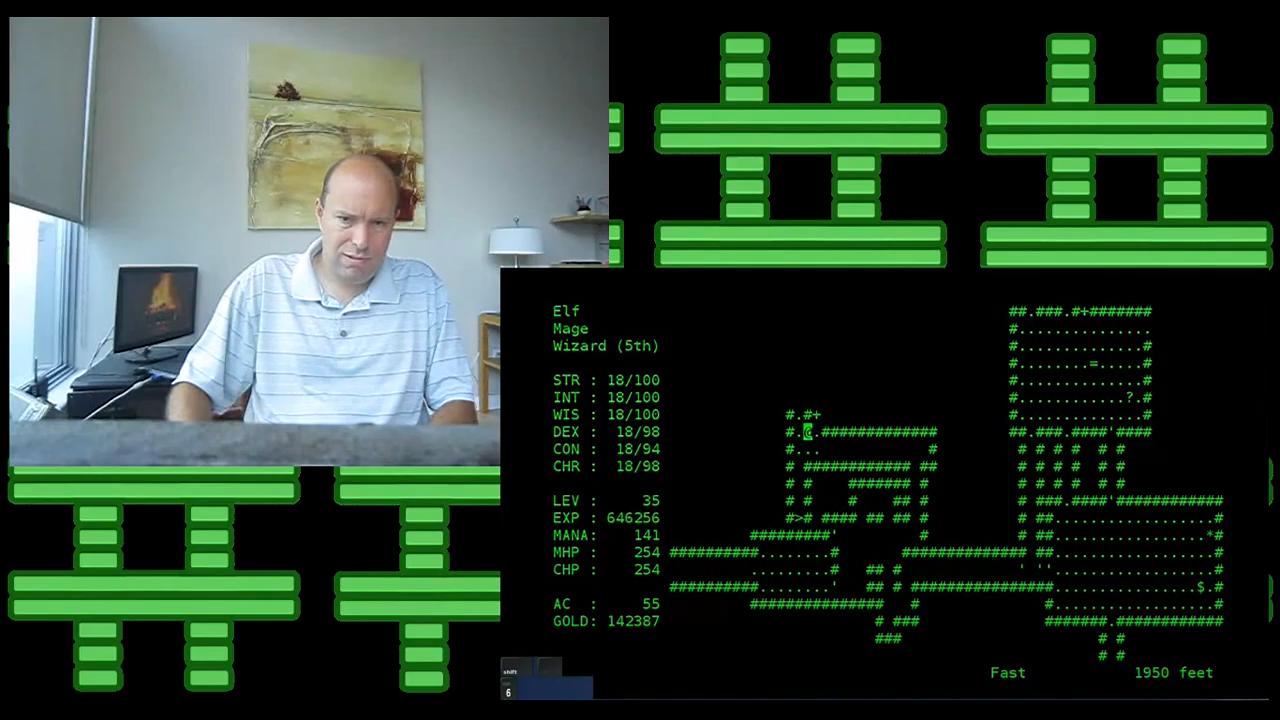 Elf
Mage
Wizard (5th)
STR : 18/100
INT : 18/100
WIS : 18/100
DEX : 18/98
CON : 18/94
CHR : 18/98
LEV : 35
EXP : 646256
MANA: 141
MHP : 254
CHP : 254
AC : 55
GOLD: 142387
Fast 1950 feet
shift
6